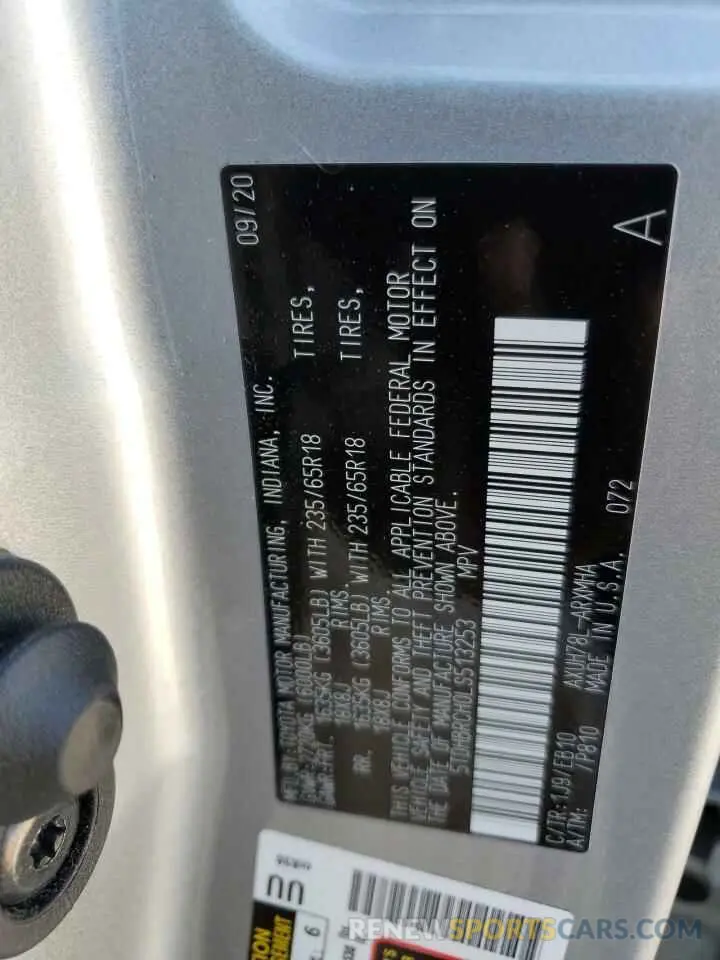 MFD. BY: TOYOTA MOTOR MANUFACTURING, INDIANA, INC. 09/20
GVWR: 2720KG (6000LB)
GAWR: FRT. 1635KG (3605LB) WITH 235/65R18 TIRES,
18X8J RIMS,
RR. 1635KG (3605LB) WITH 235/65R18 TIRES,
18X8J RIMS,
THIS VEHICLE CONFORMS TO ALL APPLICABLE FEDERAL MOTOR
VEHICLE SAFETY AND THEFT PREVENTION STANDARDS IN EFFECT ON
THE DATE OF MANUFACTURE SHOWN ABOVE.
5TDHBRCH0LS513253 MPV
C/TR:1J9/EB10 AXUH78L-ARXMHA
A/TM: /P810 MADE IN U.S.A. 072
A
UU
RENEWSPORTSCARS.COM